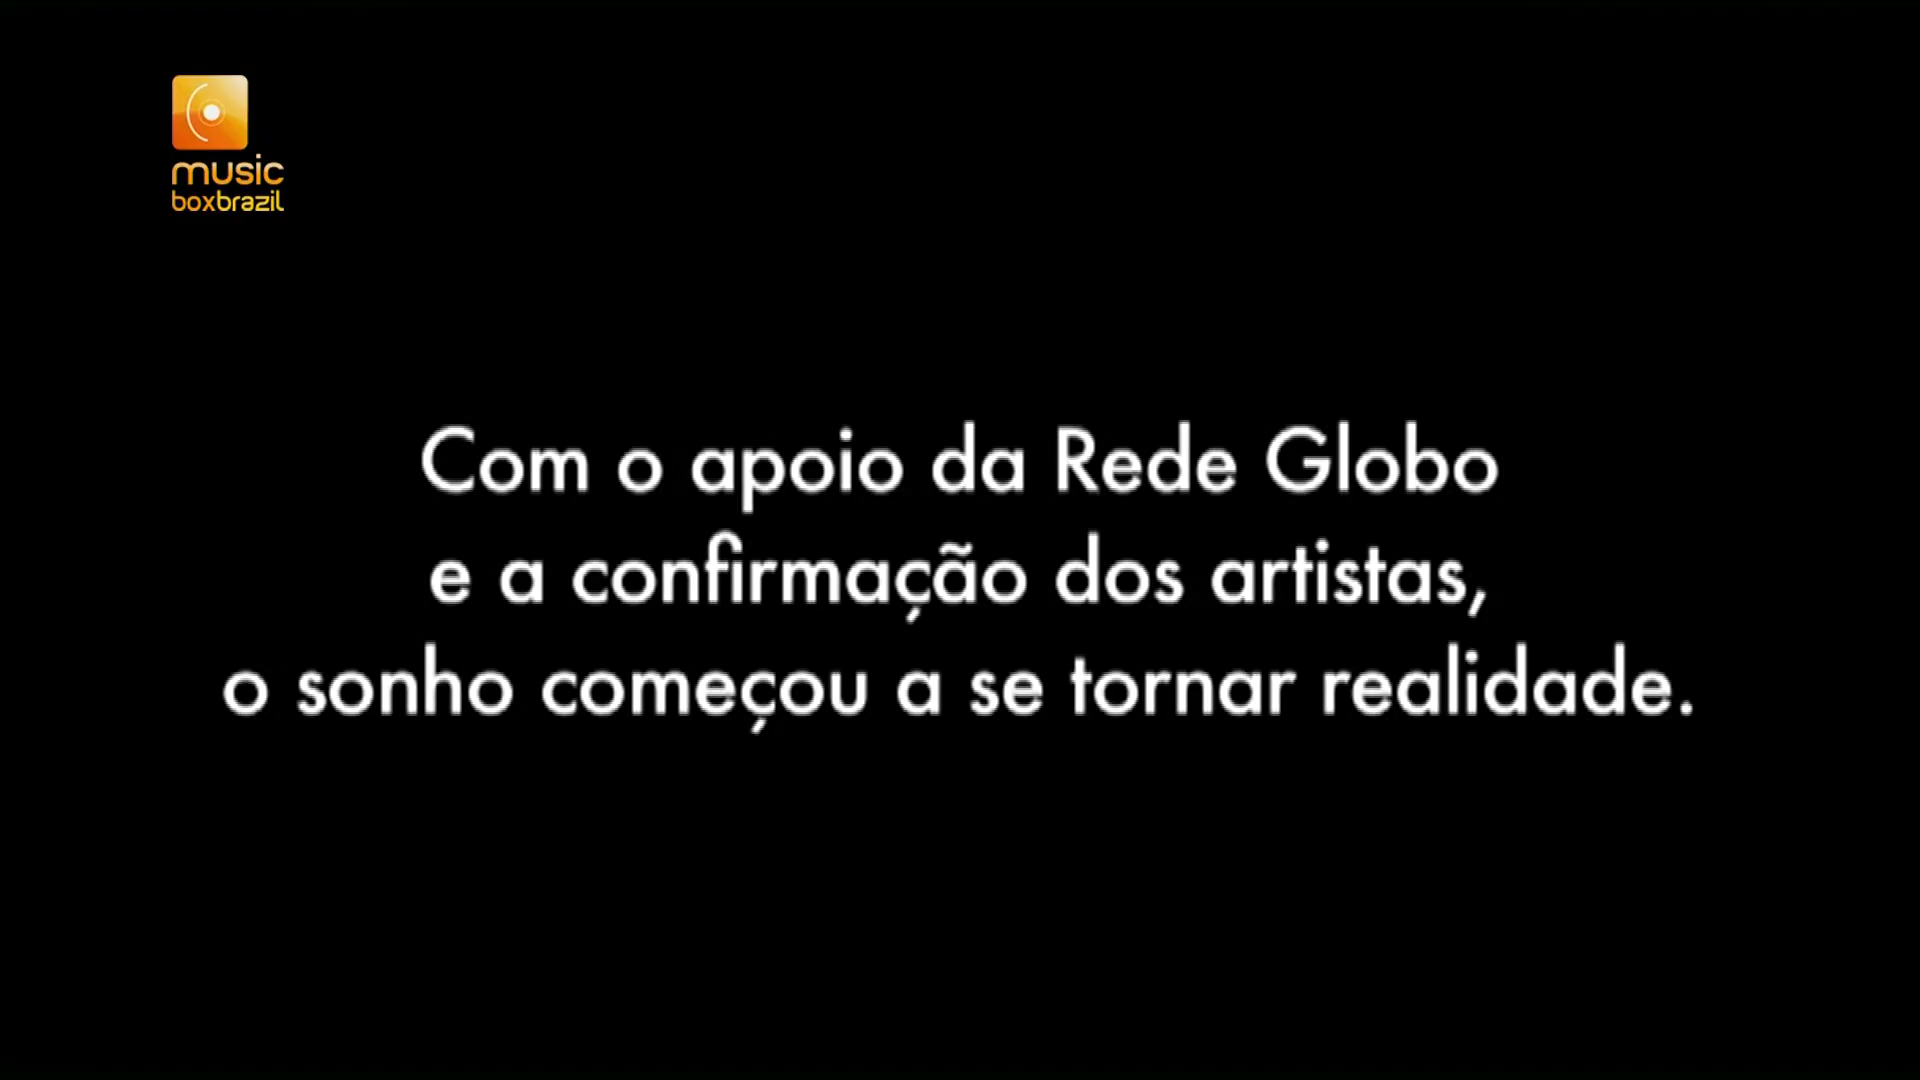 music
boxbrazil
Com o apoio da Rede Globo
e a confirmação dos artistas,
o sonho começou a se tornar realidade.